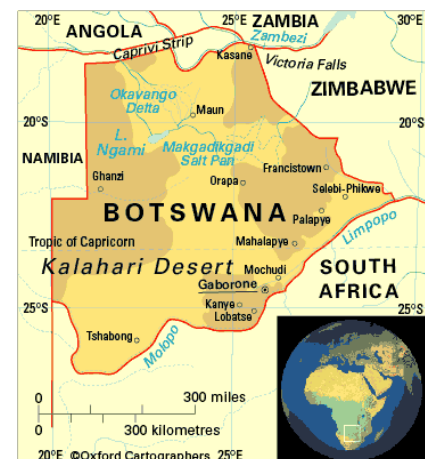 20°E
25°E
30°E
ANGOLA
ZAMBIA
Caprivi Strip
Zambezi
Kasane
Victoria Falls
Okavango
Detta
ZIMBABWE
Maun
20°S
20°S
L.
Ngami
Makgadikgadi
Salt Pan
NAMIBIA
Ghanzi
Orapa
Francistown
Selebi-Phikwe
BOTSWANA
Palapye
Limpopo
Tropic of Capricorn
Mahalapye
Kalahari Desert
Mochudi
SOUTH
AFRICA
Gaborone
25°S
Kanye
25°S
Lobatse
Tshabong
Molopo
0 300 miles
0 300 kilometres
20°E ©Oxford Cartographers 25°E